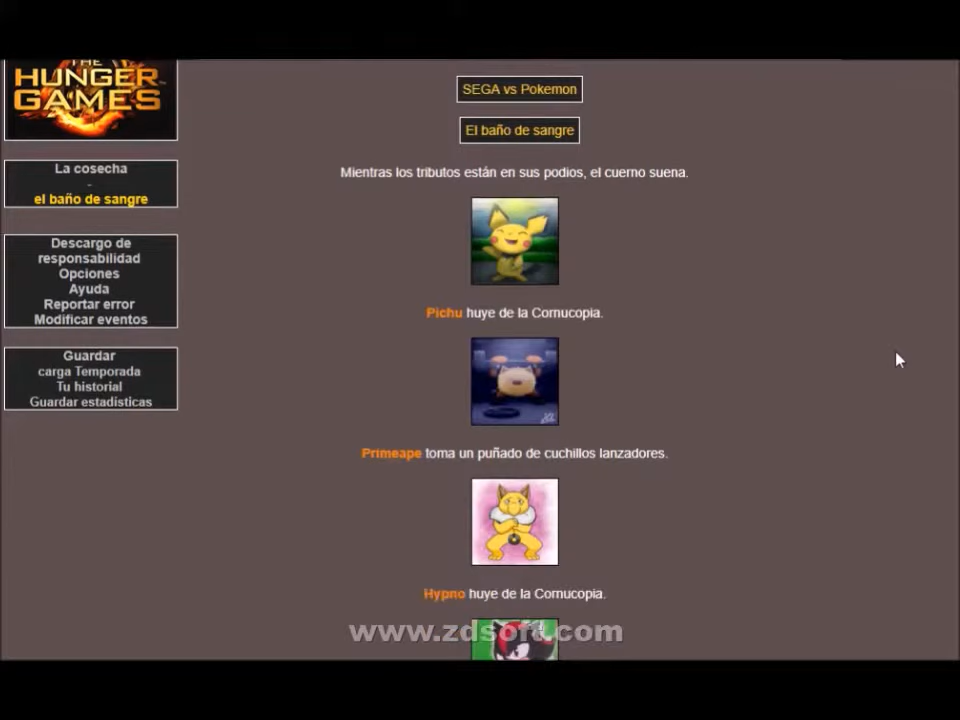 THE
HUNGER
GAMES
La cosecha
-
el baño de sangre
Descargo de
responsabilidad
Opciones
Ayuda
Reportar error
Modificar eventos
Guardar
carga Temporada
Tu historial
Guardar estadísticas
SEGA vs Pokemon
El baño de sangre
Mientras los tributos están en sus podios, el cuerno suena.
Pichu huye de la Cornucopia.
Primeape toma un puñado de cuchillos lanzadores.
Hypno huye de la Cornucopia.
www.zdsoft.com